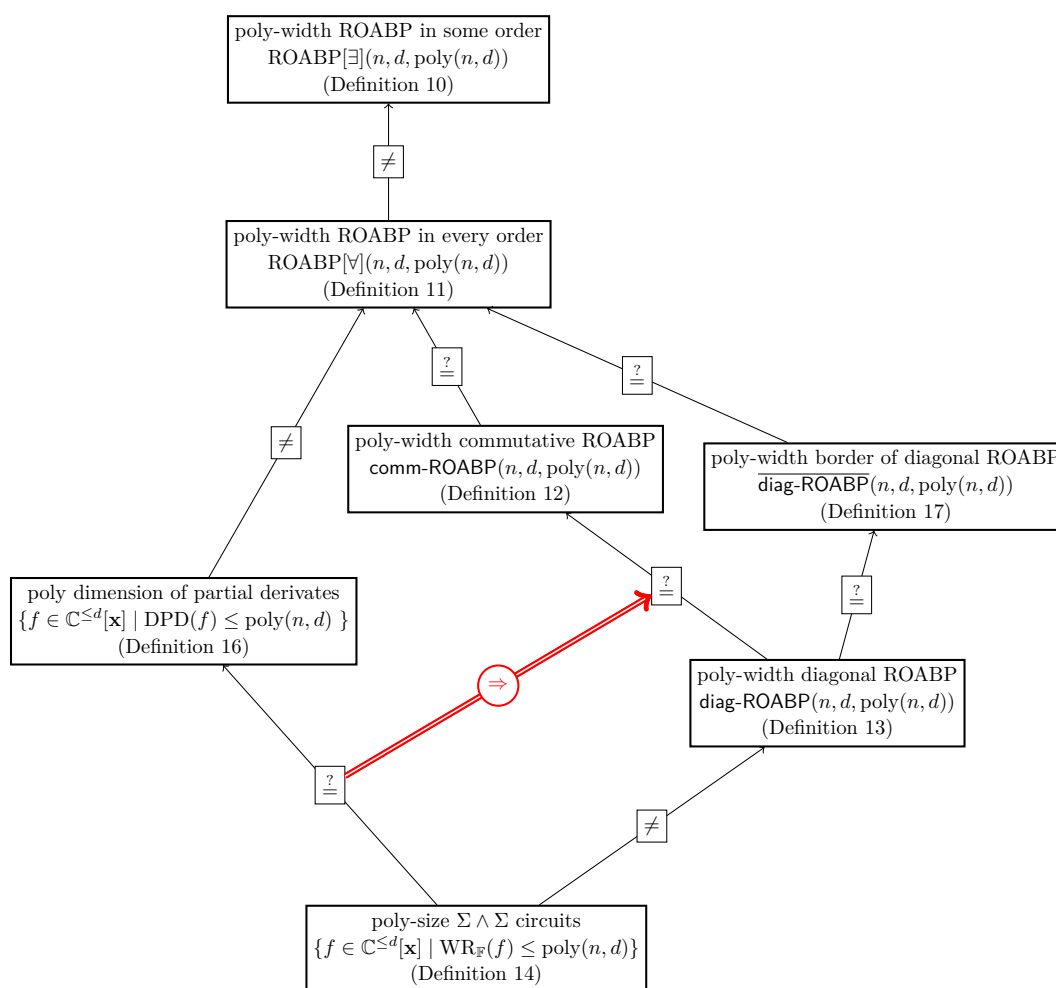 poly-width ROABP in some order
ROABP[∃](n, d, poly(n, d))
(Definition 10)
≠
poly-width ROABP in every order
ROABP[∀](n, d, poly(n, d))
(Definition 11)
?
=
?
=
≠
poly-width commutative ROABP
comm-ROABP(n, d, poly(n, d))
(Definition 12)
poly-width border of diagonal ROABP
$\overline{\text{diag-ROABP}}$(n, d, poly(n, d))
(Definition 17)
?
=
?
=
poly dimension of partial derivates
{f ∈ ℂ^{≤d}[𝐱] | DPD(f) ≤ poly(n, d) }
(Definition 16)
⇒
poly-width diagonal ROABP
diag-ROABP(n, d, poly(n, d))
(Definition 13)
?
=
≠
poly-size Σ ∧ Σ circuits
{f ∈ ℂ^{≤d}[𝐱] | WR_𝔽(f) ≤ poly(n, d)}
(Definition 14)